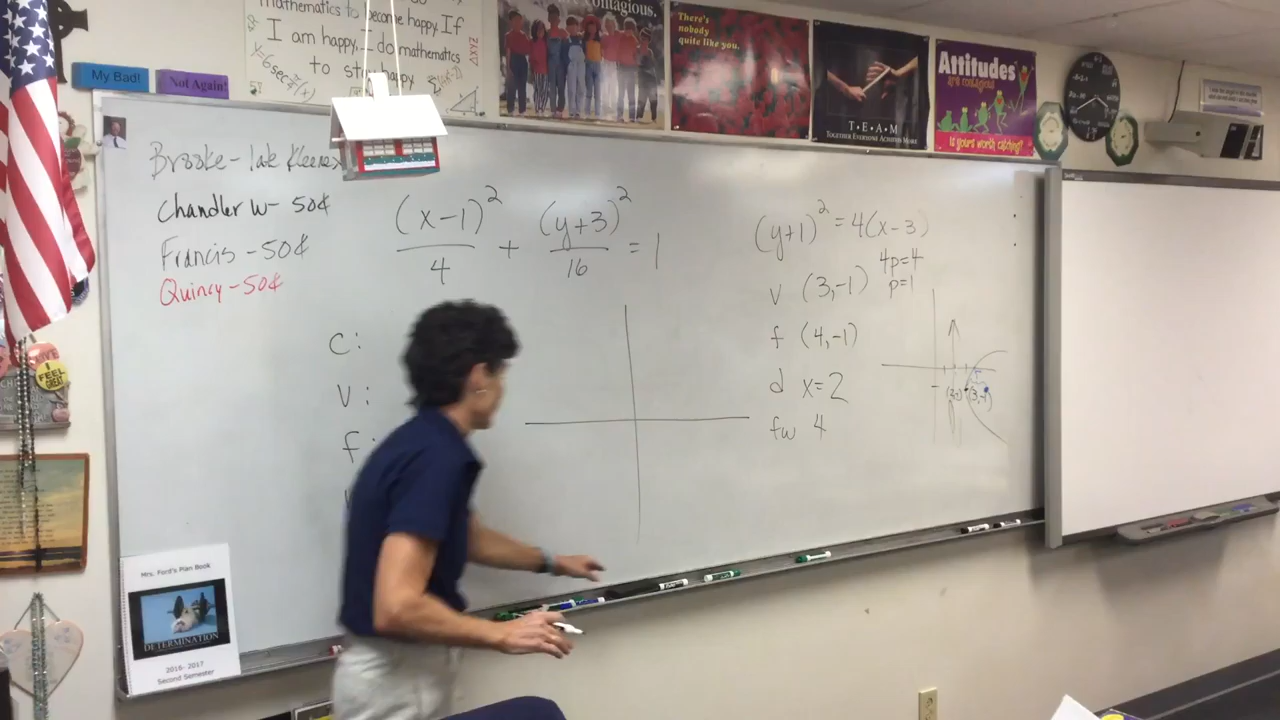 mathematics to become happy. If
I am happy, I do mathematics
to stay happy
contagious.
There's
nobody
quite like you.
T•E•A•M
TOGETHER EVERYONE ACHIEVES MORE
Attitudes
are contagious
Is yours worth catching?
My Bad!
Not Again!
Brooke - late Kleenex
Chandler W - 50¢
Francis - 50¢
Quincy - 50¢
(x-1)² / 4 + (y+3)² / 16 = 1
c:
v:
f:
(y+1)² = 4(x-3)
4p=4
p=1
v (3,-1)
f (4,-1)
d x=2
fw 4
I
FEEL
GREAT
Mrs. Ford's Plan Book
DETERMINATION
2016-2017
Second Semester